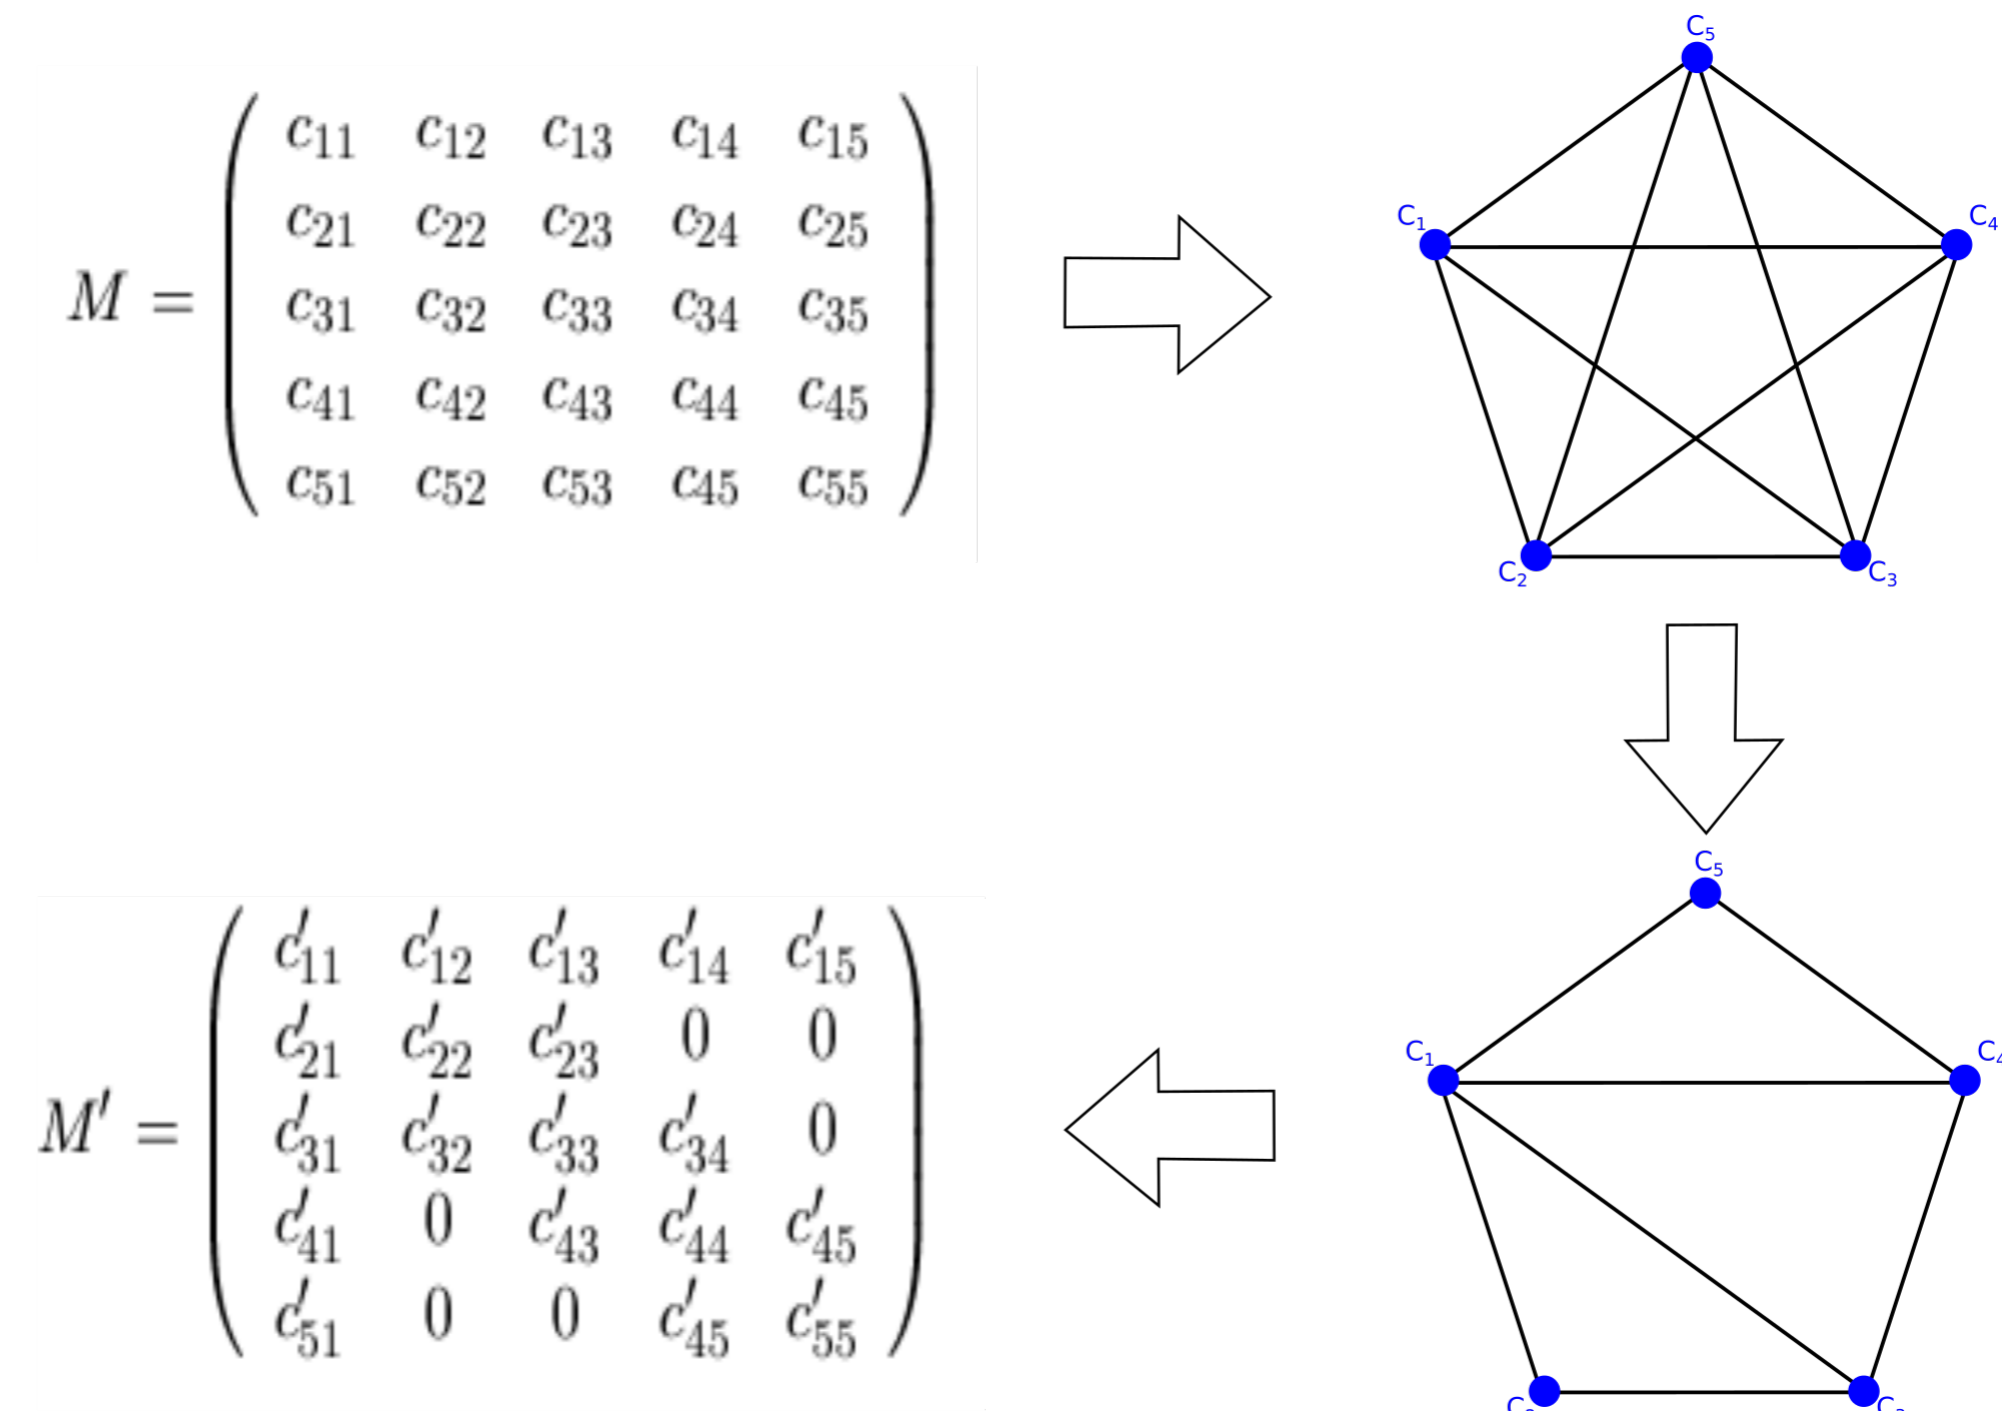 M = ( c₁₁ c₁₂ c₁₃ c₁₄ c₁₅
c₂₁ c₂₂ c₂₃ c₂₄ c₂₅
c₃₁ c₃₂ c₃₃ c₃₄ c₃₅
c₄₁ c₄₂ c₄₃ c₄₄ c₄₅
c₅₁ c₅₂ c₅₃ c₄₅ c₅₅ )
C₅
C₁
C₄
C₂
C₃
M′ = ( c′₁₁ c′₁₂ c′₁₃ c′₁₄ c′₁₅
c′₂₁ c′₂₂ c′₂₃ 0 0
c′₃₁ c′₃₂ c′₃₃ c′₃₄ 0
c′₄₁ 0 c′₄₃ c′₄₄ c′₄₅
c′₅₁ 0 0 c′₄₅ c′₅₅ )
C₅
C₁
C₄